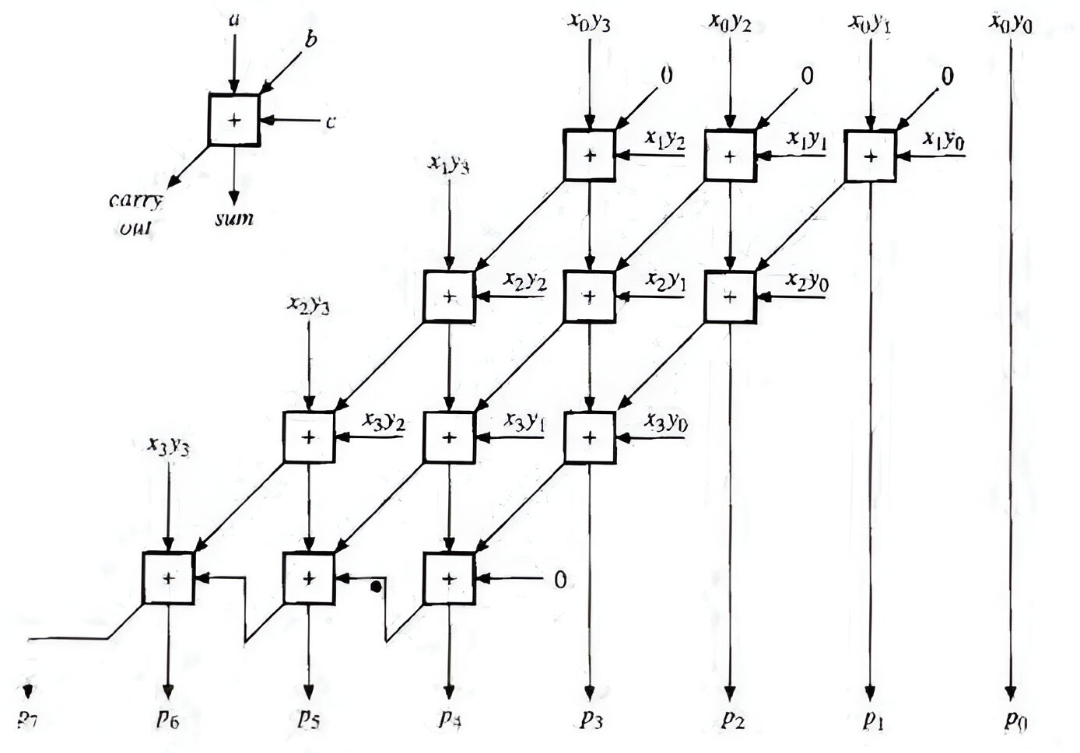 a
b
+
c
carry
out
sum
x₀y₃ x₀y₂ x₀y₁ x₀y₀
0 0 0
+ x₁y₂ + x₁y₁ + x₁y₀
x₁y₃
+ x₂y₂ + x₂y₁ + x₂y₀
x₂y₃
+ x₃y₂ + x₃y₁ + x₃y₀
x₃y₃
+ + + 0
p₆ p₅ p₄ p₃ p₂ p₁ p₀